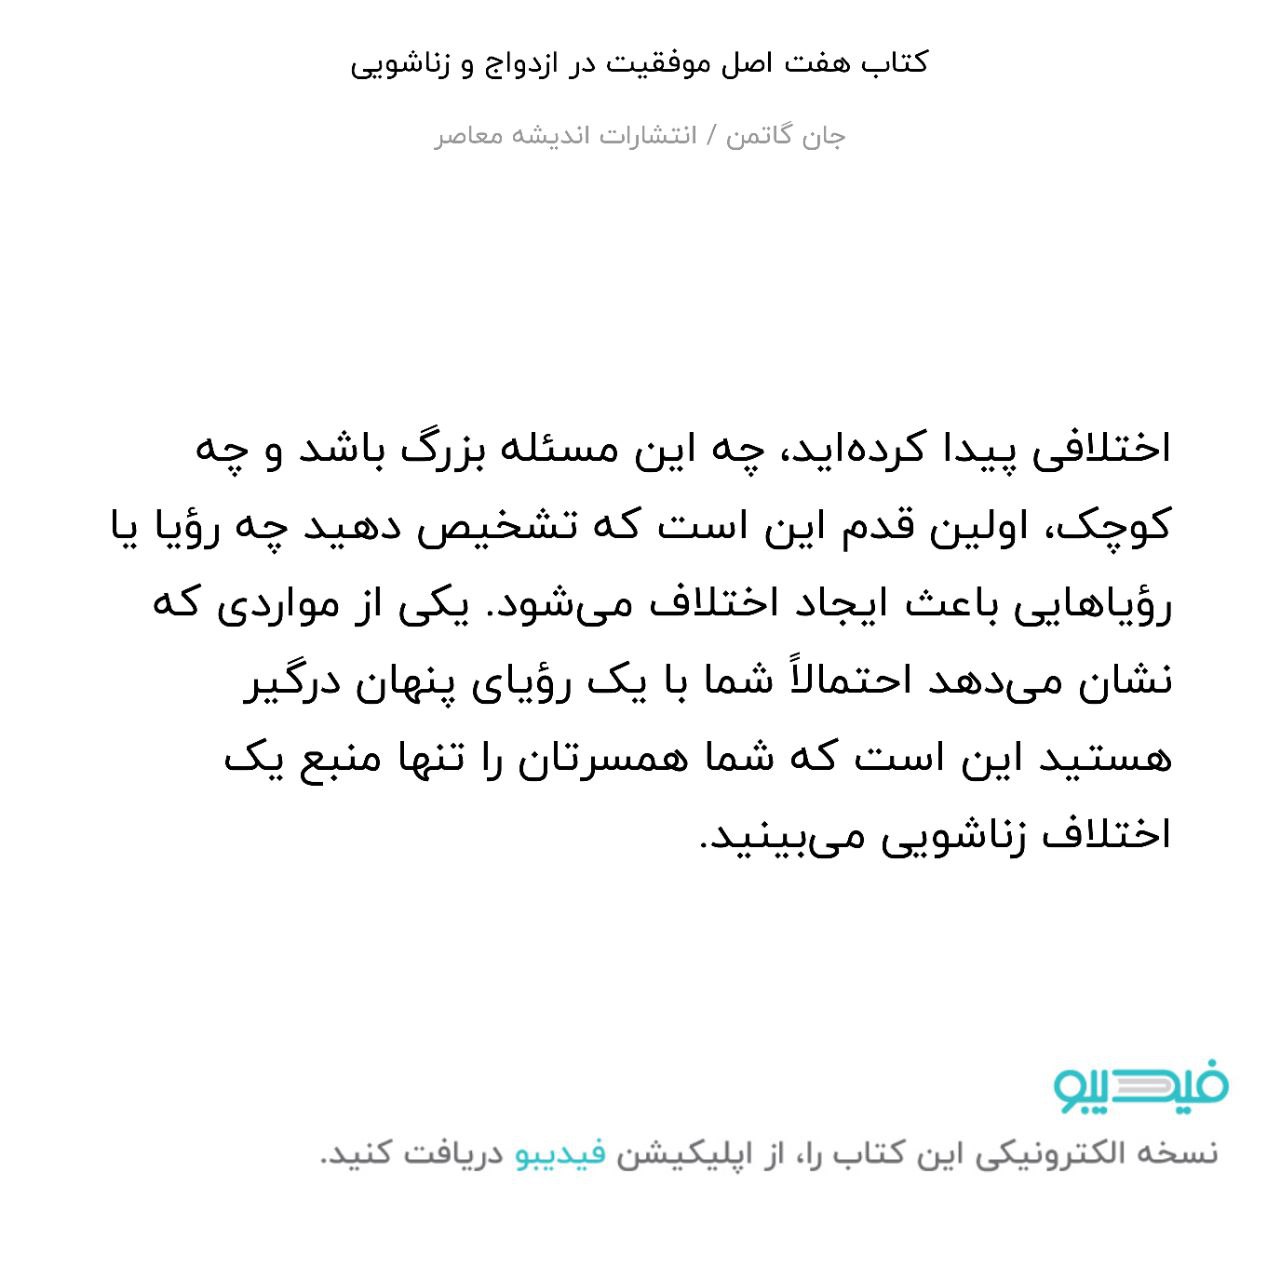 کتاب هفت اصل موفقیت در ازدواج و زناشویی
جان گاتمن / انتشارات اندیشه معاصر
اختلافی پیدا کرده‌اید، چه این مسئله بزرگ باشد و چه
کوچک، اولین قدم این است که تشخیص دهید چه رؤیا یا
رؤیاهایی باعث ایجاد اختلاف می‌شود. یکی از مواردی که
نشان می‌دهد احتمالاً شما با یک رؤیای پنهان درگیر
هستید این است که شما همسرتان را تنها منبع یک
اختلاف زناشویی می‌بینید.
فیدیبو
نسخه الکترونیکی این کتاب را، از اپلیکیشن فیدیبو دریافت کنید.